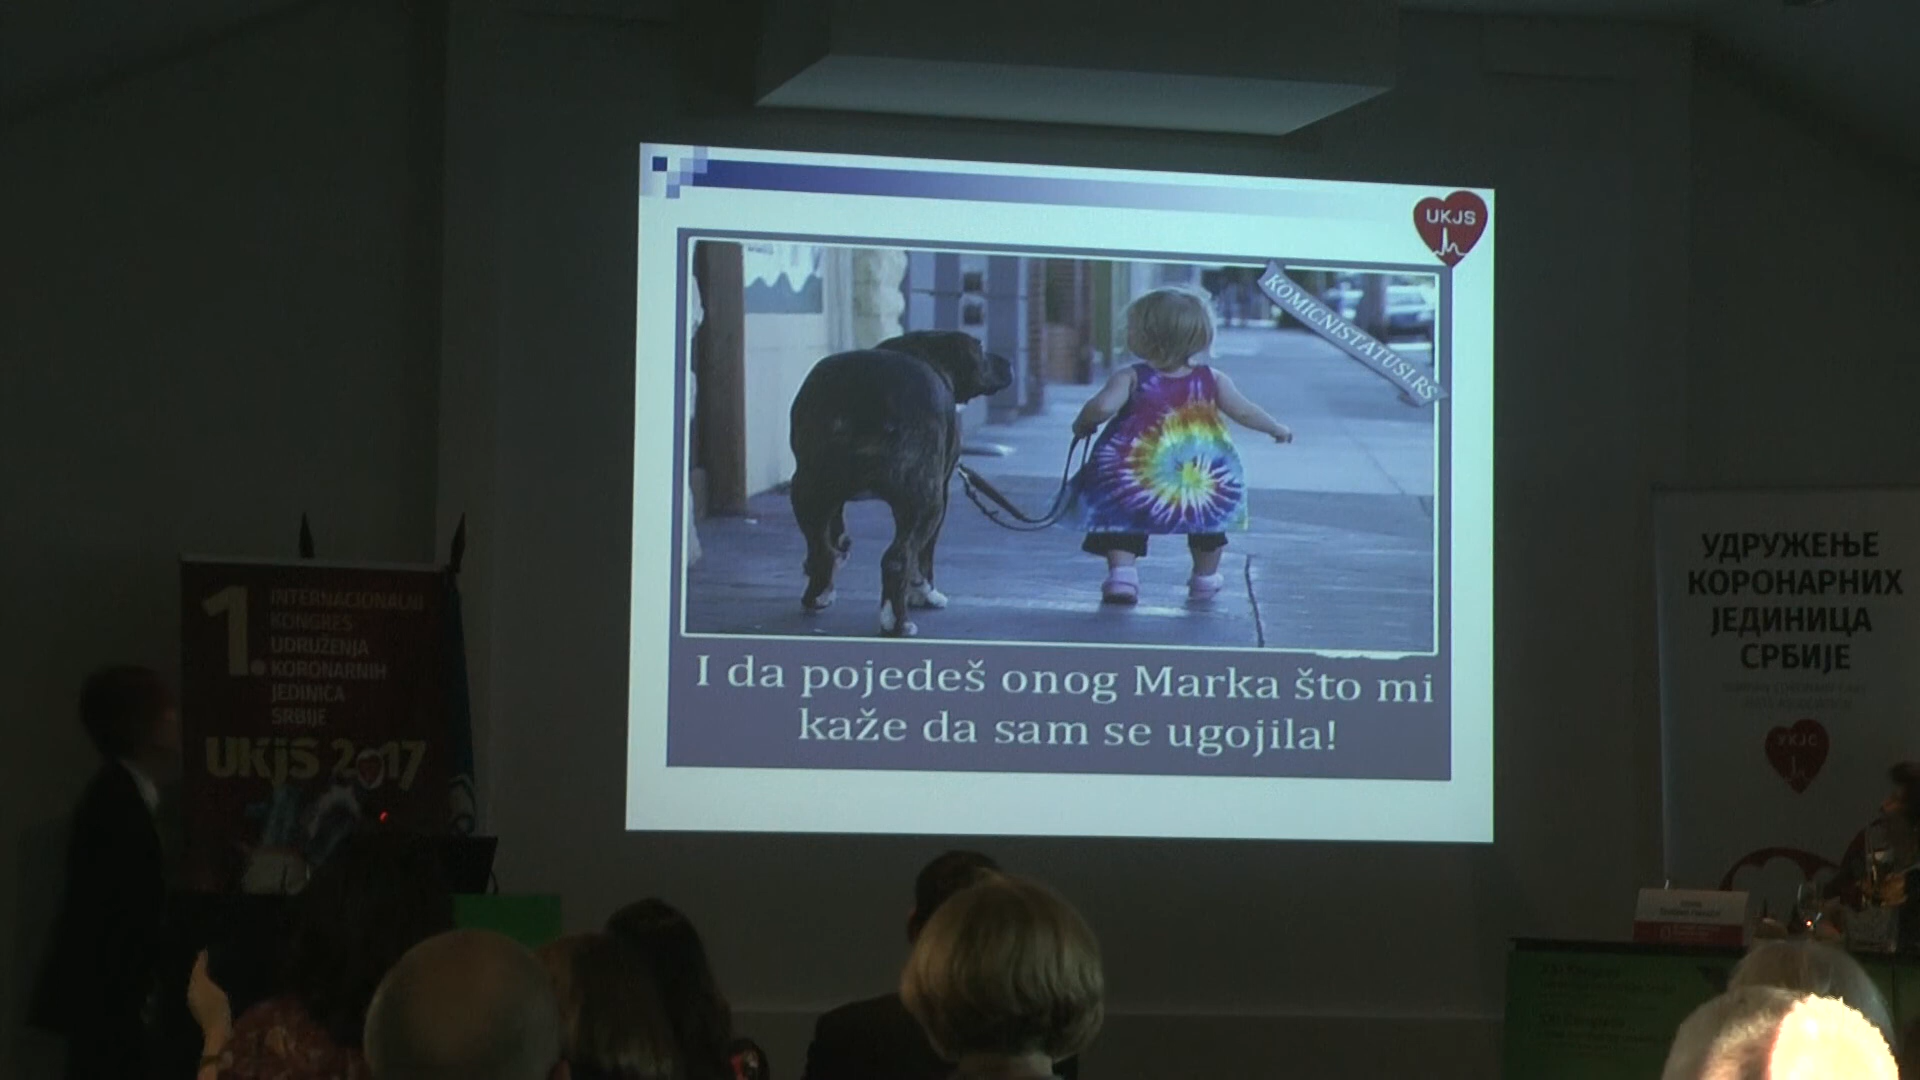 UKJS
KOMICNISTATUSI.RS
I da pojedeš onog Marka što mi
kaže da sam se ugojila!
1. INTERNACIONALNI
KONGRES
UDRUŽENJA
KORONARNIH
JEDINICA
SRBIJE
UKJS 2017
УДРУЖЕЊЕ
КОРОНАРНИХ
ЈЕДИНИЦА
СРБИЈЕ
УКЈС